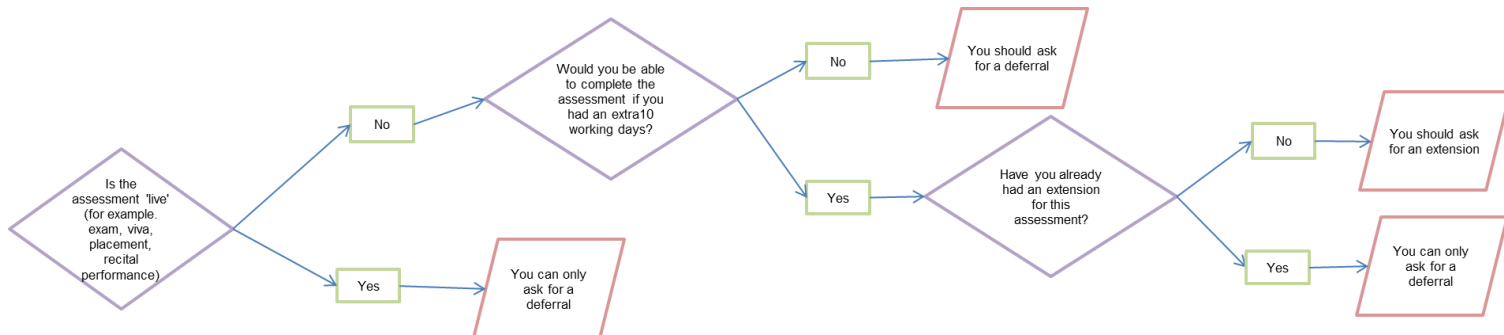 Is the
assessment 'live'
(for example.
exam, viva,
placement,
recital
performance)
No
Yes
You can only
ask for a
deferral
Would you be able
to complete the
assessment if you
had an extra10
working days?
No
You should ask
for a deferral
Yes
Have you already
had an extension
for this
assessment?
No
You should ask
for an extension
Yes
You can only
ask for a
deferral